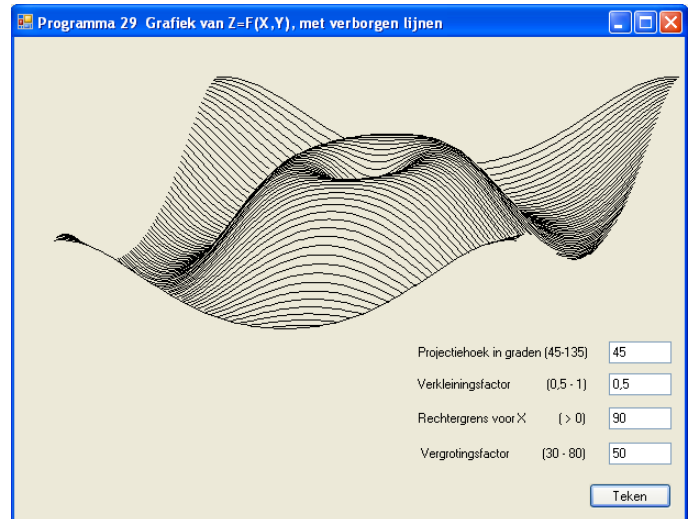 Programma 29 Grafiek van Z=F(X,Y), met verborgen lijnen
Projectiehoek in graden (45-135) 45
Verkleiningsfactor (0,5 - 1) 0,5
Rechtergrens voor X ( > 0) 90
Vergrotingsfactor (30 - 80) 50
Teken